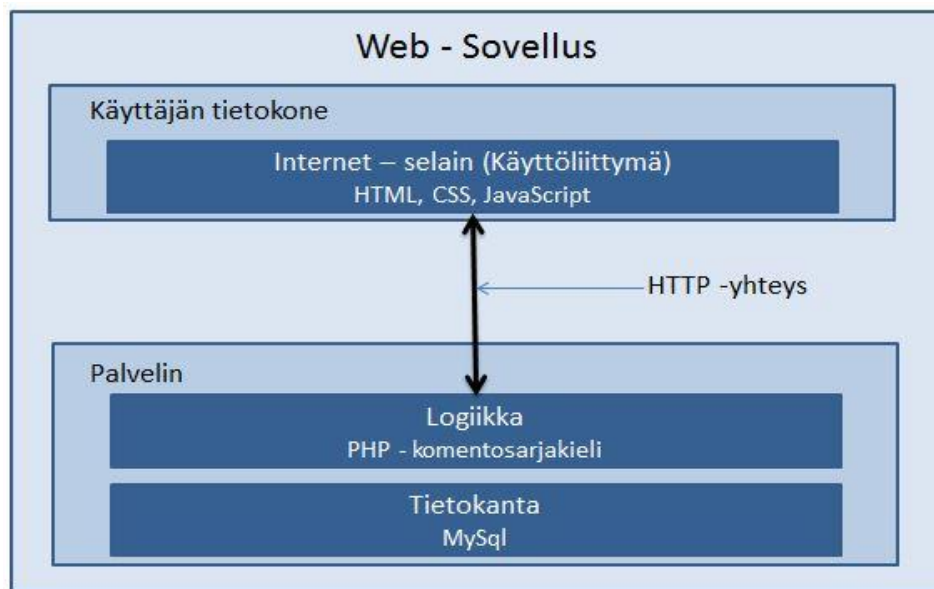 Web - Sovellus
Käyttäjän tietokone
Internet – selain (Käyttöliittymä)
HTML, CSS, JavaScript
HTTP -yhteys
Palvelin
Logiikka
PHP - komentosarjakieli
Tietokanta
MySql